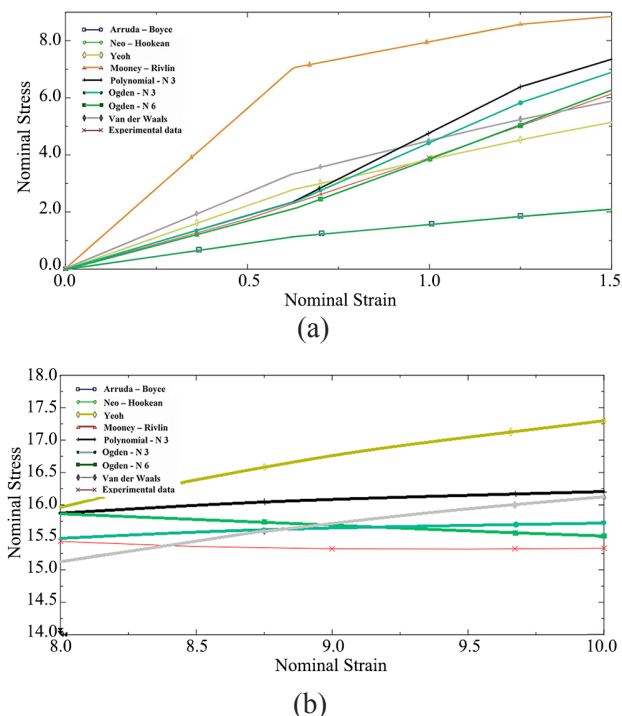 8.0
6.0
4.0
2.0
0.0
Nominal Stress
Arruda – Boyce
Neo – Hookean
Yeoh
Mooney – Rivlin
Polynomial - N 3
Ogden - N 3
Ogden - N 6
Van der Waals
Experimental data
0.0 0.5 1.0 1.5
Nominal Strain
(a)
18.0
17.5
17.0
16.5
16.0
15.5
15.0
14.5
14.0
Nominal Stress
Arruda – Boyce
Neo – Hookean
Yeoh
Mooney – Rivlin
Polynomial - N 3
Ogden - N 3
Ogden - N 6
Van der Waals
Experimental data
8.0 8.5 9.0 9.5 10.0
Nominal Strain
(b)